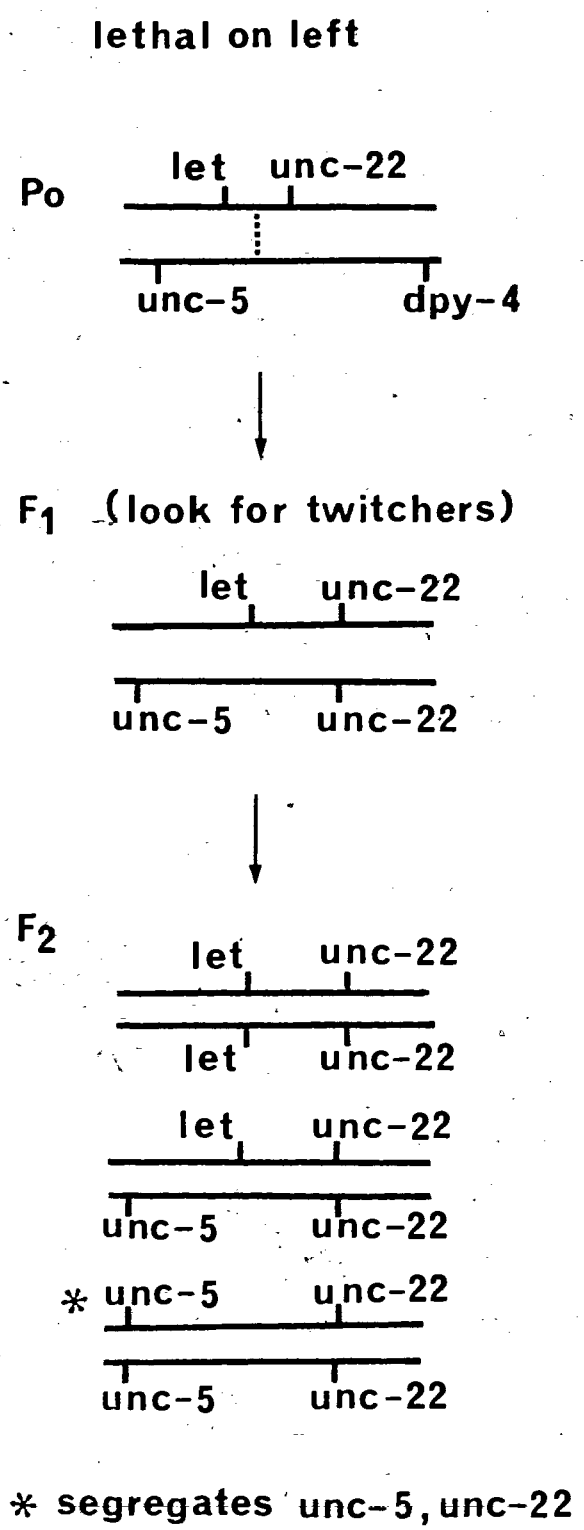 lethal on left
let unc-22
Po
unc-5 dpy-4
F1 (look for twitchers)
let unc-22
unc-5 unc-22
F2
let unc-22
let unc-22
let unc-22
unc-5 unc-22
* unc-5 unc-22
unc-5 unc-22
* segregates unc-5, unc-22